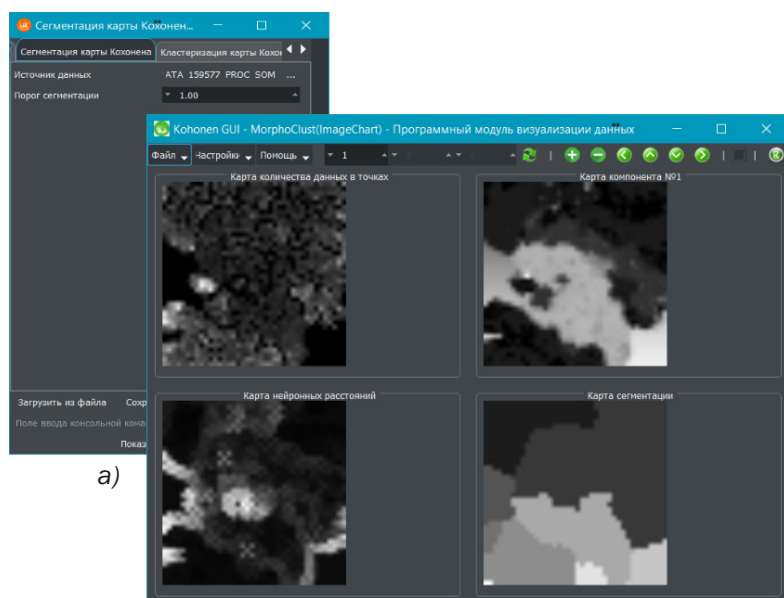 Сегментация карты Кохонен...
Сегментация карты Кохонена Кластеризация карты Кохон
Источник данных АТА 159577 PROC SOM ...
Порог сегментации 1.00
Загрузить из файла Сохр
Поле ввода консольной кома
Показ
а)
Kohonen GUI - MorphoClust(ImageChart) - Программный модуль визуализации данных
Файл Настройки Помощь 1
Карта количества данных в точках Карта компонента №1
Карта нейронных расстояний Карта сегментации